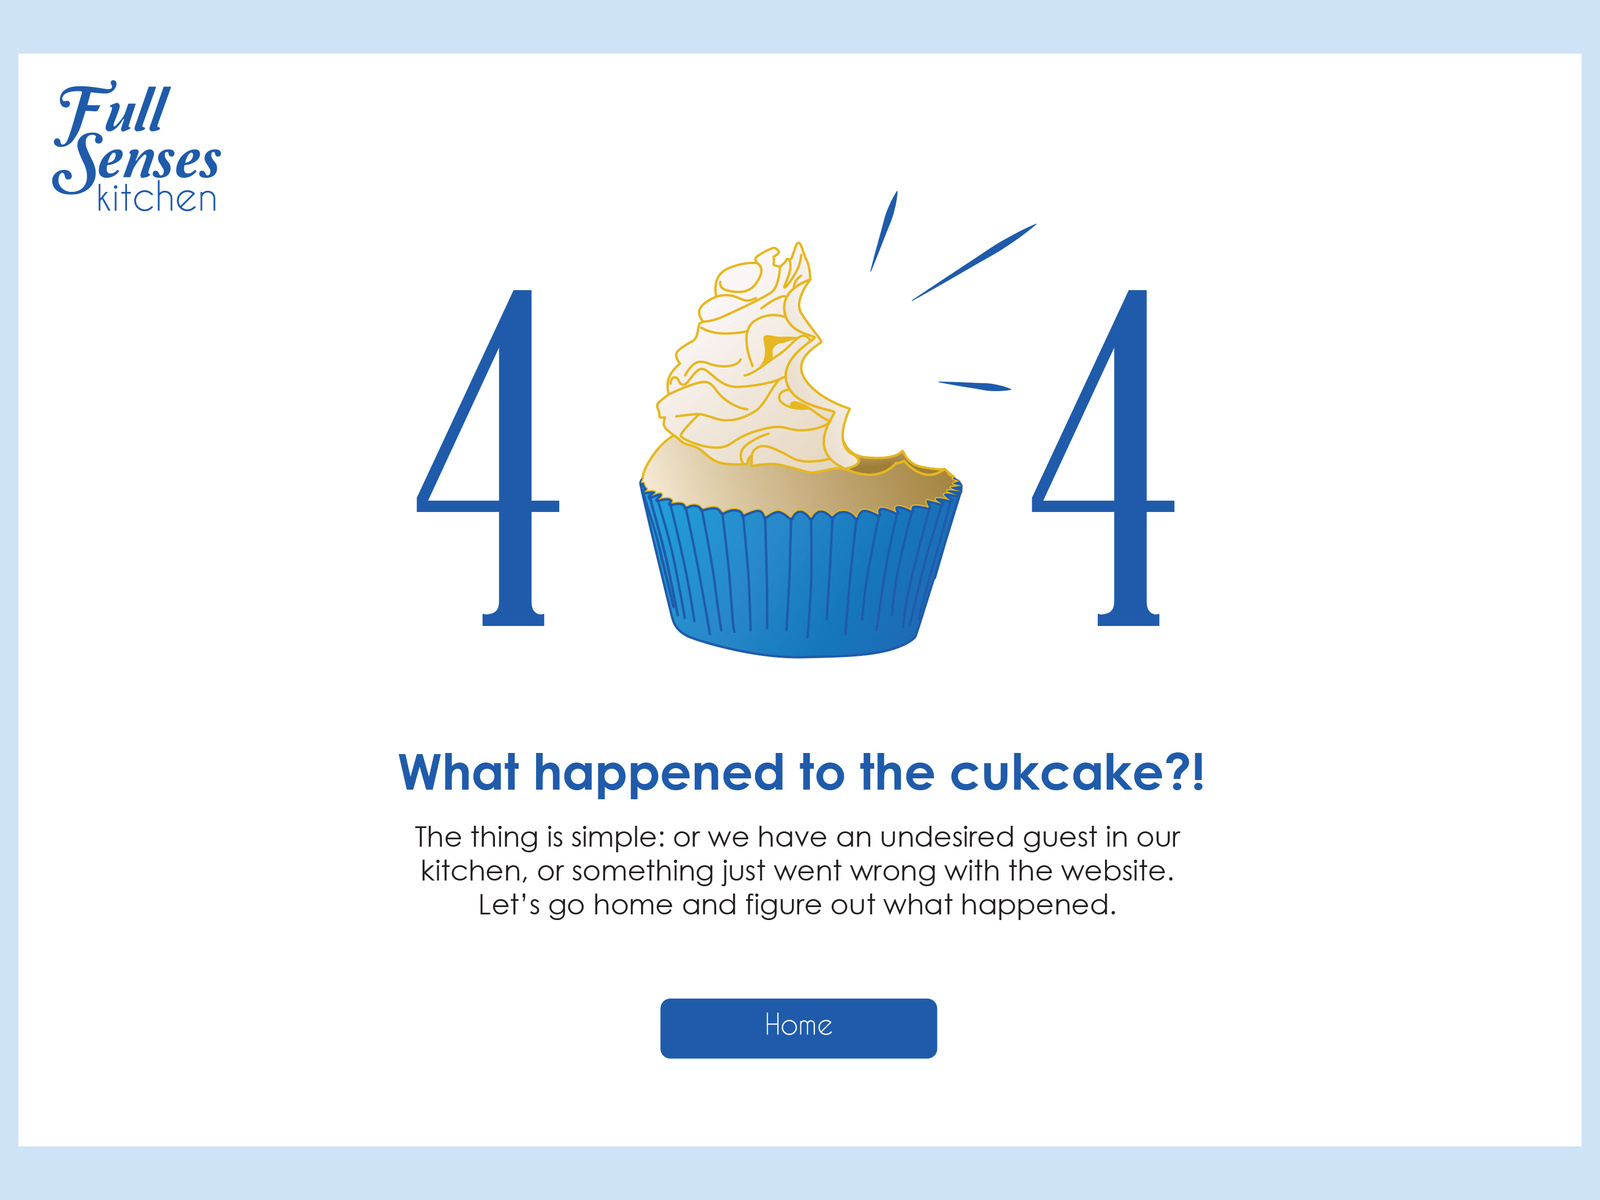 Full
Senses
kitchen
4 4
What happened to the cukcake?!
The thing is simple: or we have an undesired guest in our
kitchen, or something just went wrong with the website.
Let’s go home and figure out what happened.
Home